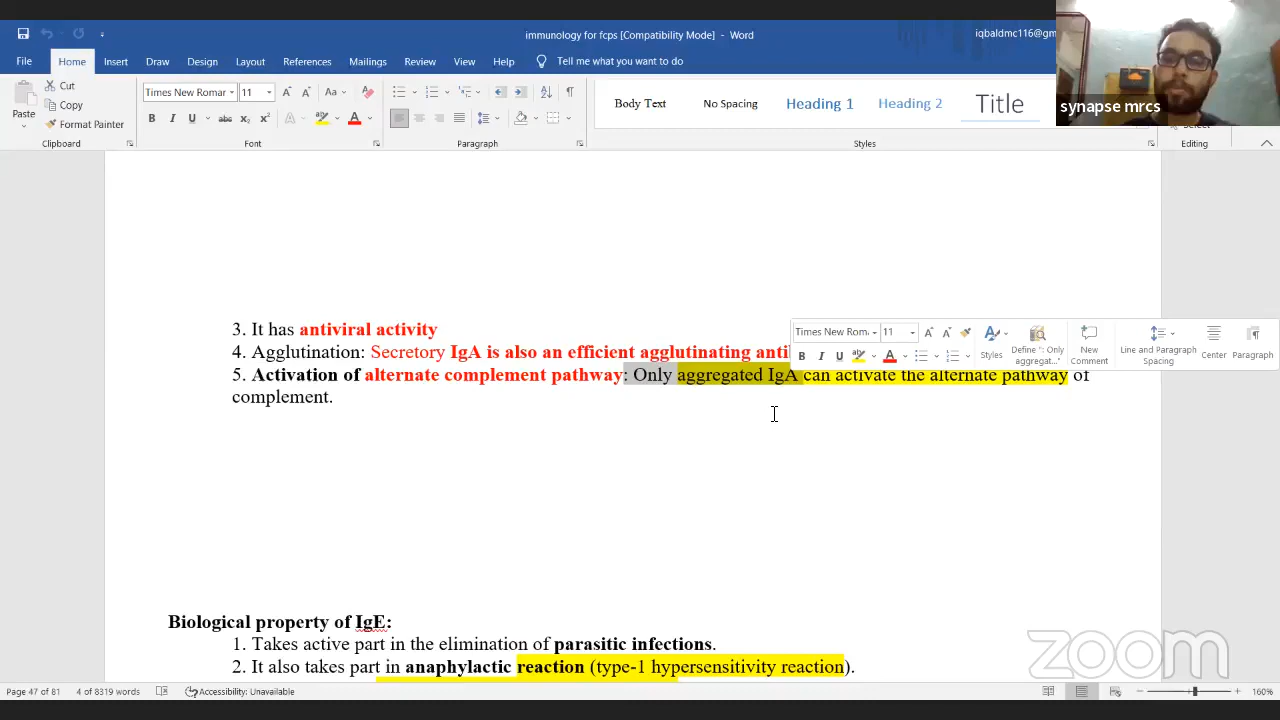 immunology for fcps [Compatibility Mode] - Word
iqbaldmc116@gm
synapse mrcs
File Home Insert Draw Design Layout References Mailings Review View Help Tell me what you want to do
Paste
Cut
Copy
Format Painter
Clipboard
Times New Roman 11
Font
Paragraph
Body Text No Spacing Heading 1 Heading 2 Title
Styles
Editing
3. It has antiviral activity
4. Agglutination: Secretory IgA is also an efficient agglutinating anti
5. Activation of alternate complement pathway: Only aggregated IgA can activate the alternate pathway of
complement.
Times New Rom 11
Styles
Define ": Only aggregat..."
New Comment
Line and Paragraph Spacing
Center
Paragraph
Biological property of IgE:
1. Takes active part in the elimination of parasitic infections.
2. It also takes part in anaphylactic reaction (type-1 hypersensitivity reaction).
zoom
Page 47 of 81 4 of 8319 words Accessibility: Unavailable 160%